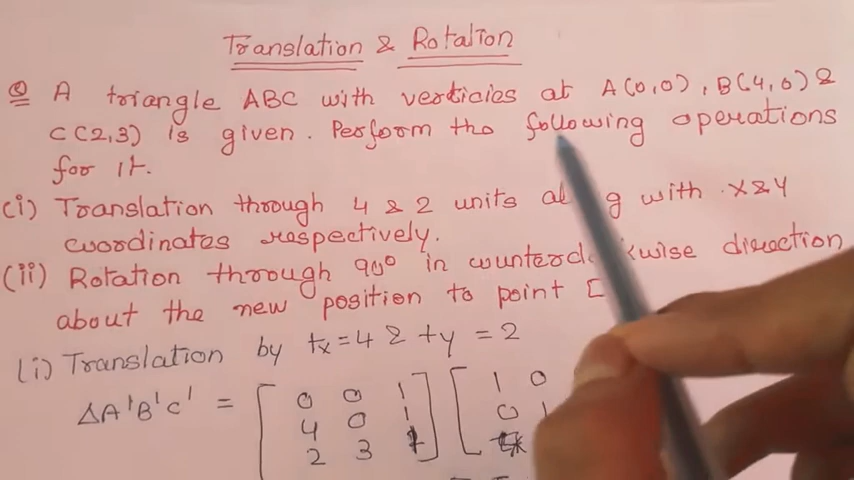 Translation & Rotation
Q A triangle ABC with verticies at A(0,0), B(4,0) &
C(2,3) is given. Perform the following operations
for it.
(i) Translation through 4 & 2 units with X & Y
coordinates respectively.
(ii) Rotation through 90° in direction
about the new position to point
(i) Translation by tx=4 & ty=2
ΔA'B'C' = [ 0 0 1 ] [ 1 0
4 0 1 0 1
2 3 1